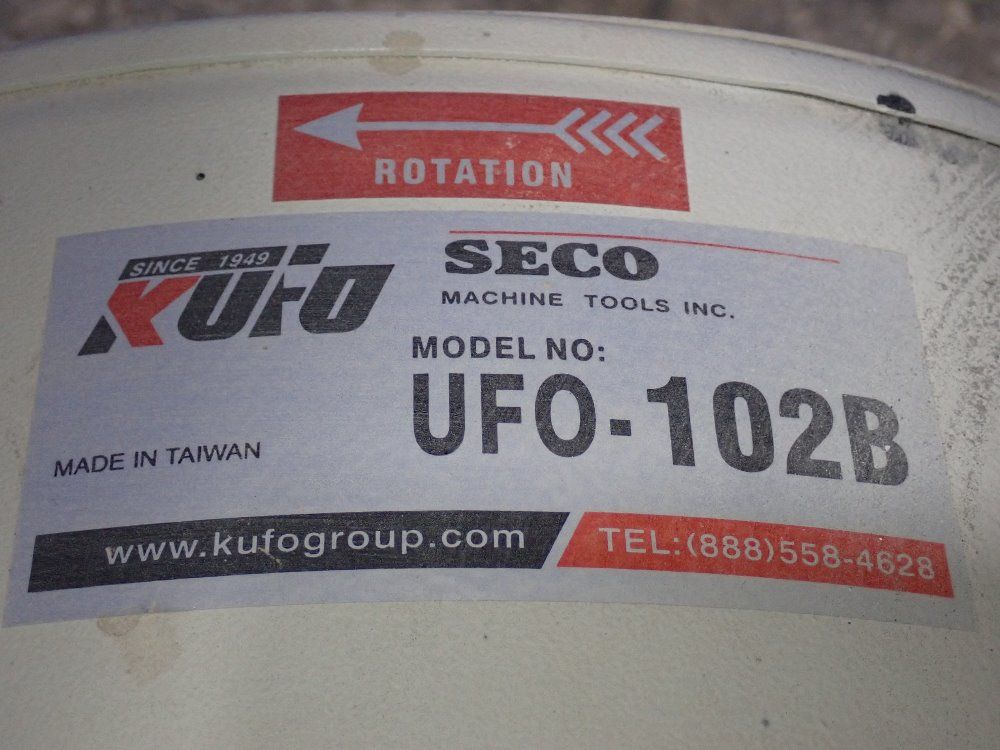 ROTATION
SINCE 1949
KUFO
SECO
MACHINE TOOLS INC.
MODEL NO:
UFO-102B
MADE IN TAIWAN
www.kufogroup.com
TEL:(888)558-4628